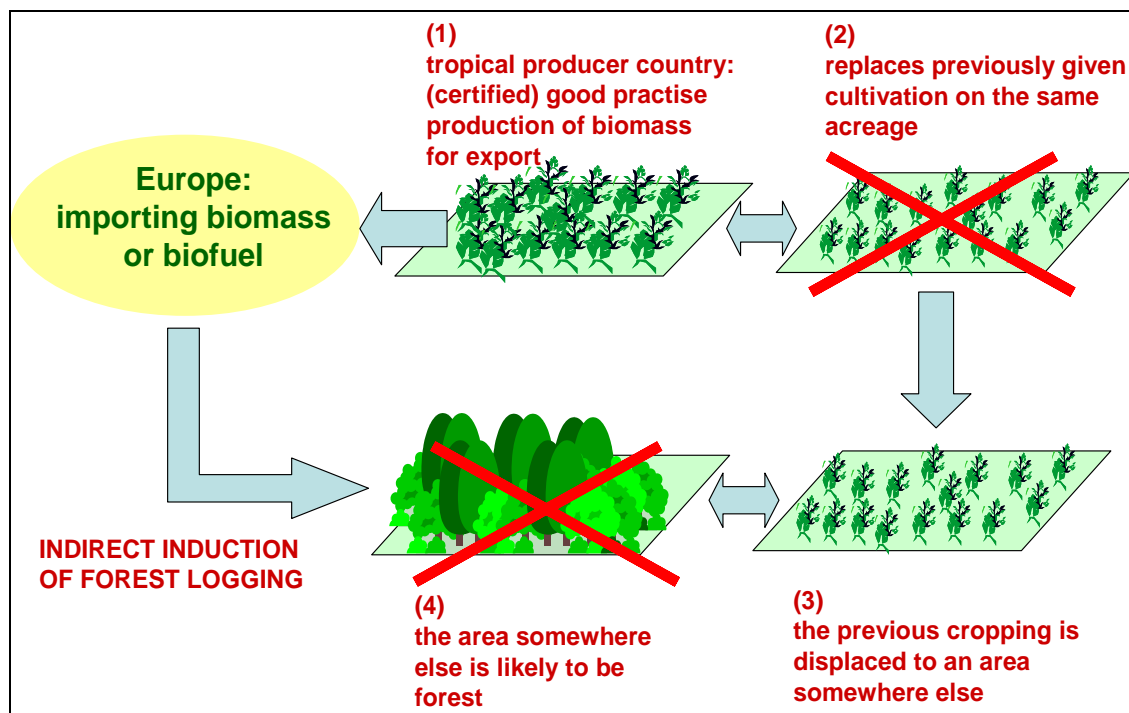 (1)
tropical producer country:
(certified) good practise
production of biomass
for export
(2)
replaces previously given
cultivation on the same
acreage
Europe:
importing biomass
or biofuel
INDIRECT INDUCTION
OF FOREST LOGGING
(4)
the area somewhere
else is likely to be
forest
(3)
the previous cropping is
displaced to an area
somewhere else